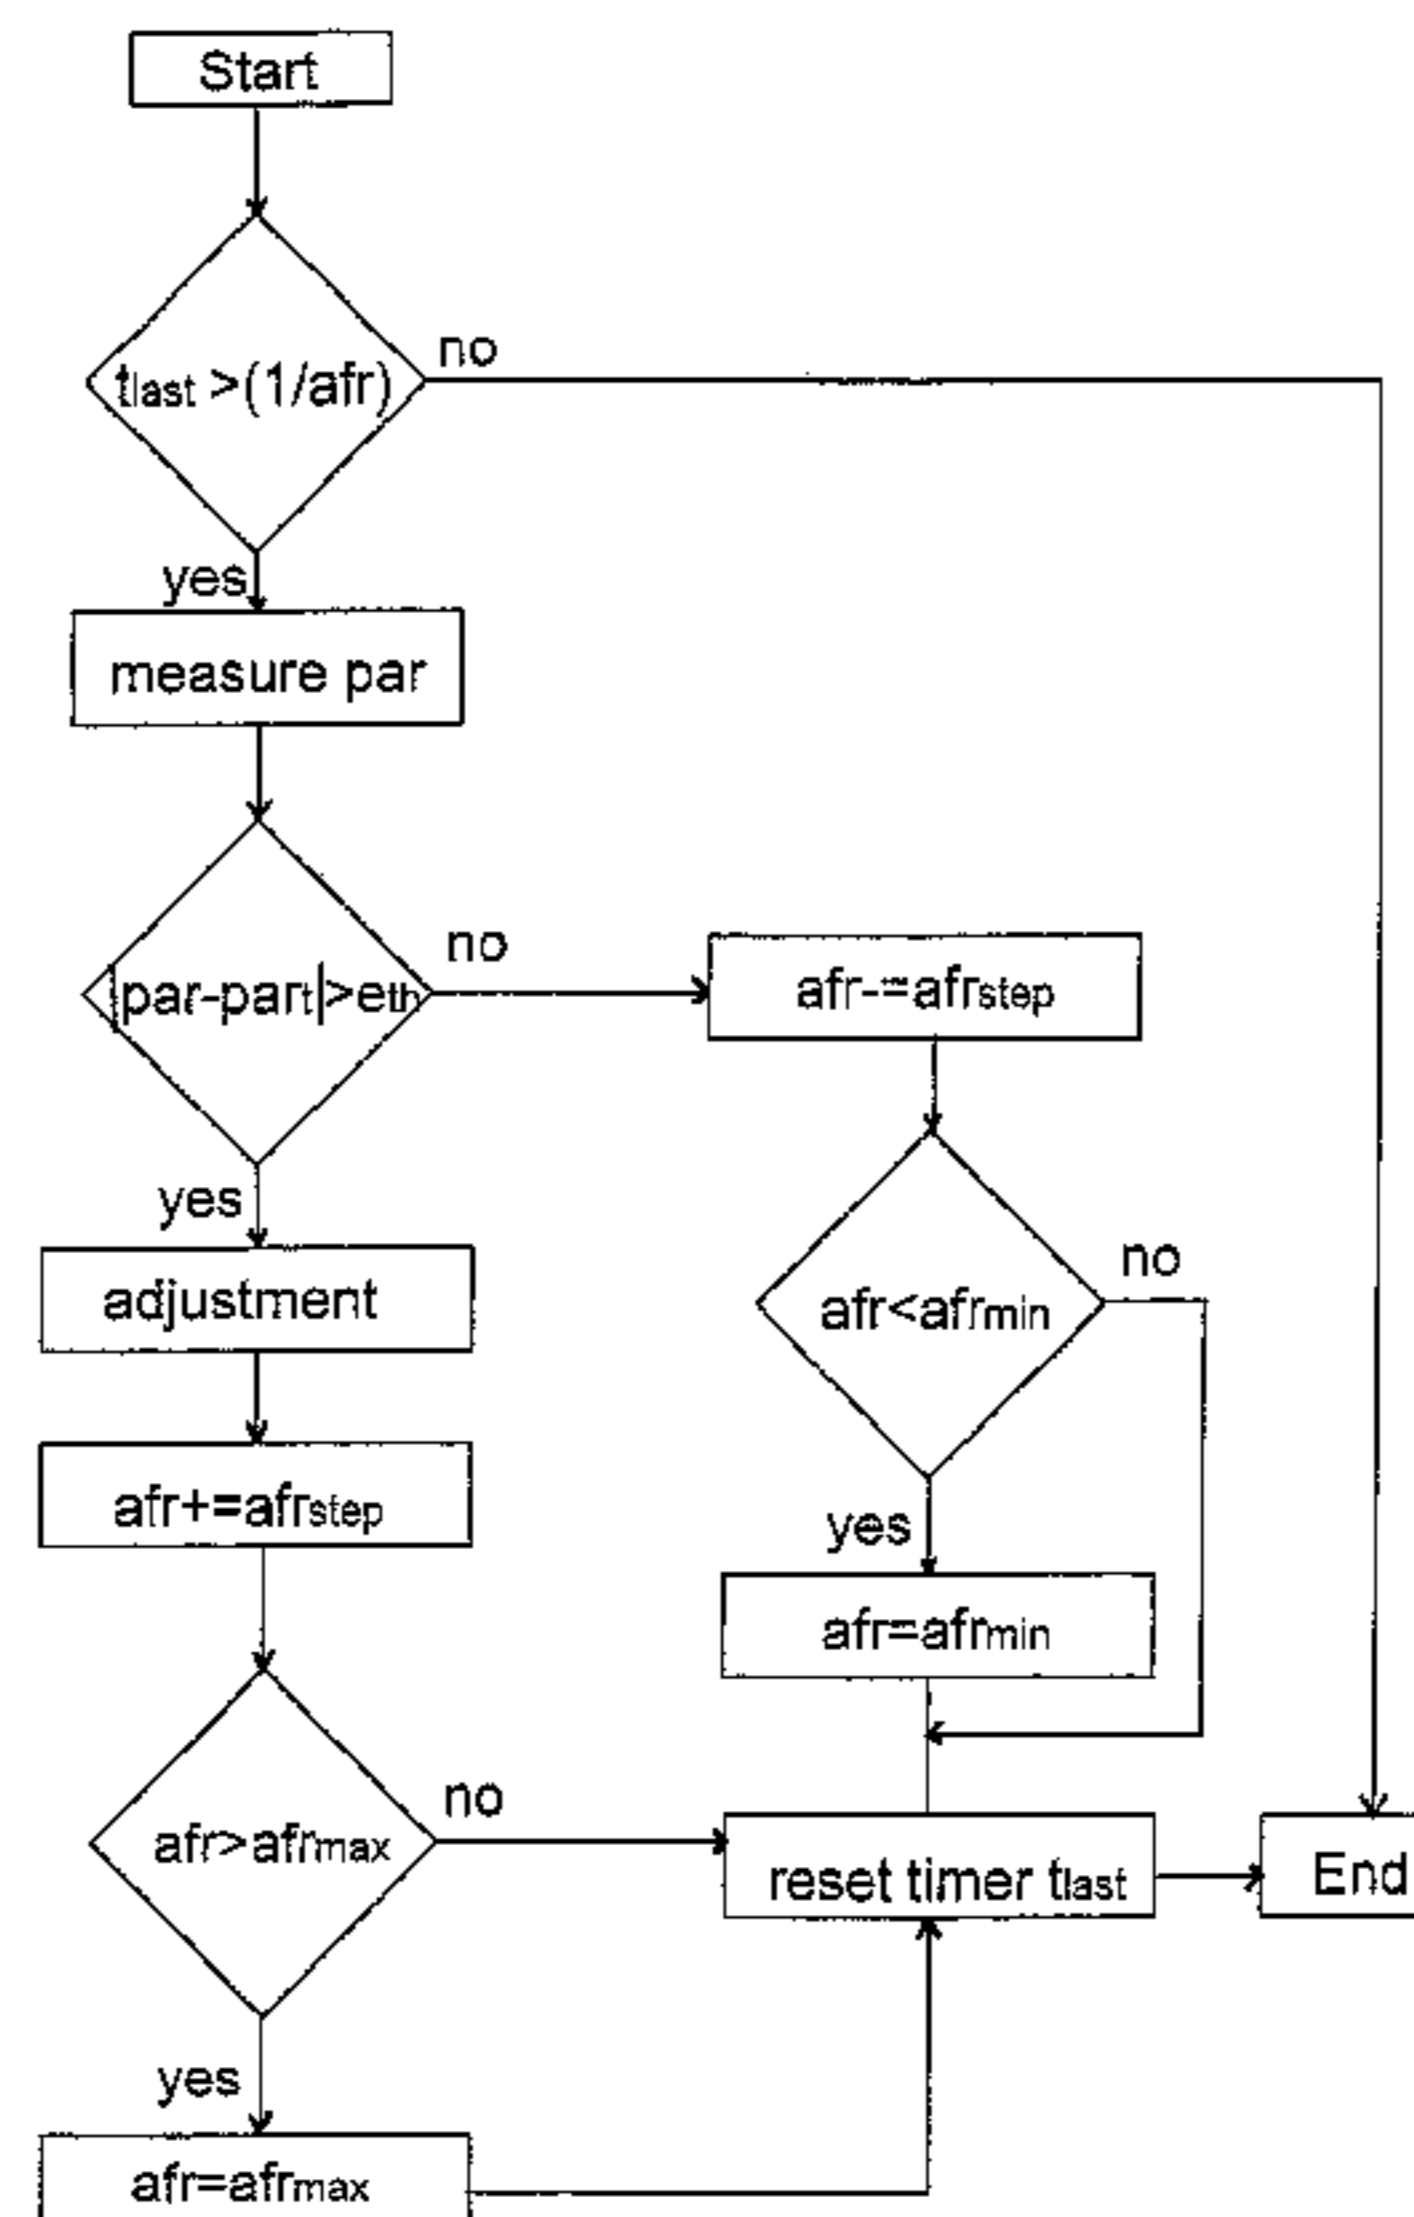 Start
tlast >(1/afr)
no
yes
measure par
|par-part|>eth
no
afr-=afrstep
yes
adjustment
afr<afrmin
no
afr+=afrstep
yes
afr=afrmin
afr>afrmax
no
reset timer tlast
End
yes
afr=afrmax